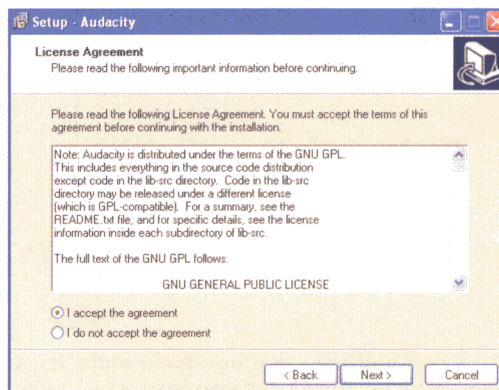 Setup - Audacity
License Agreement
Please read the following important information before continuing.
Please read the following License Agreement. You must accept the terms of this
agreement before continuing with the installation.
Note: Audacity is distributed under the terms of the GNU GPL.
This includes everything in the source code distribution
except code in the lib-src directory. Code in the lib-src
directory may be released under a different license
(which is GPL-compatible). For a summary, see the
README.txt file, and for specific details, see the license
information inside each subdirectory of lib-src.
The full text of the GNU GPL follows:
GNU GENERAL PUBLIC LICENSE
I accept the agreement
I do not accept the agreement
< Back
Next >
Cancel